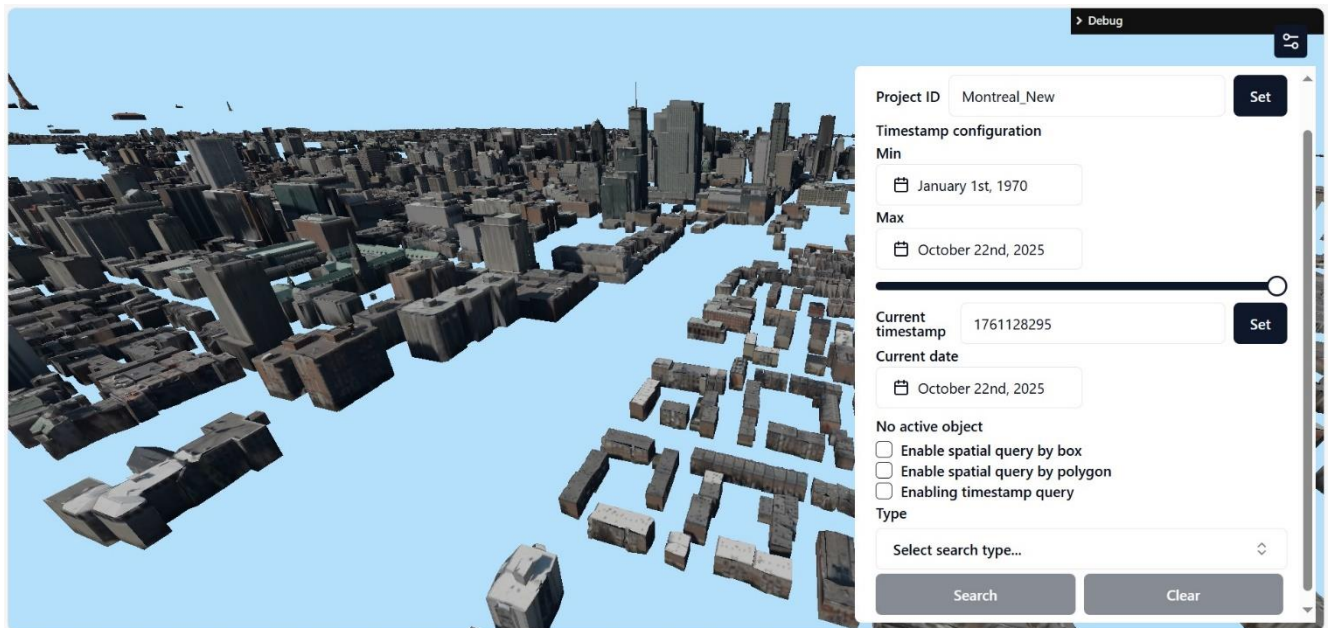 Debug
Project ID Montreal_New Set
Timestamp configuration
Min
January 1st, 1970
Max
October 22nd, 2025
Current timestamp 1761128295 Set
Current date
October 22nd, 2025
No active object
Enable spatial query by box
Enable spatial query by polygon
Enabling timestamp query
Type
Select search type...
Search Clear